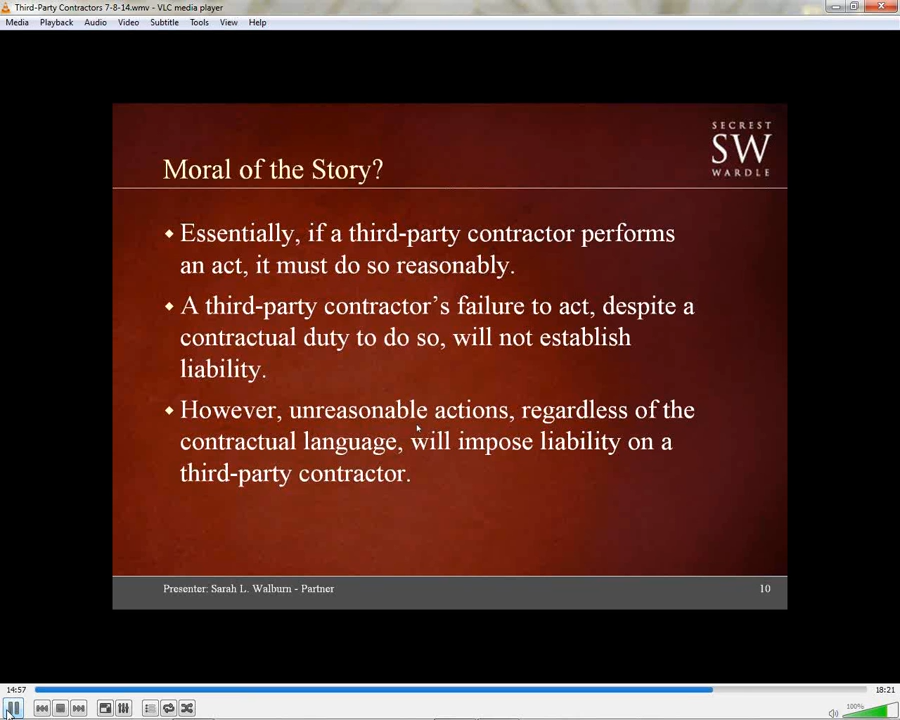 Third-Party Contractors 7-8-14.wmv - VLC media player
Media Playback Audio Video Subtitle Tools View Help
SECREST
SW
WARDLE
Moral of the Story?
Essentially, if a third-party contractor performs
an act, it must do so reasonably.
A third-party contractor’s failure to act, despite a
contractual duty to do so, will not establish
liability.
However, unreasonable actions, regardless of the
contractual language, will impose liability on a
third-party contractor.
Presenter: Sarah L. Walburn - Partner 10
14:57 18:21
100%